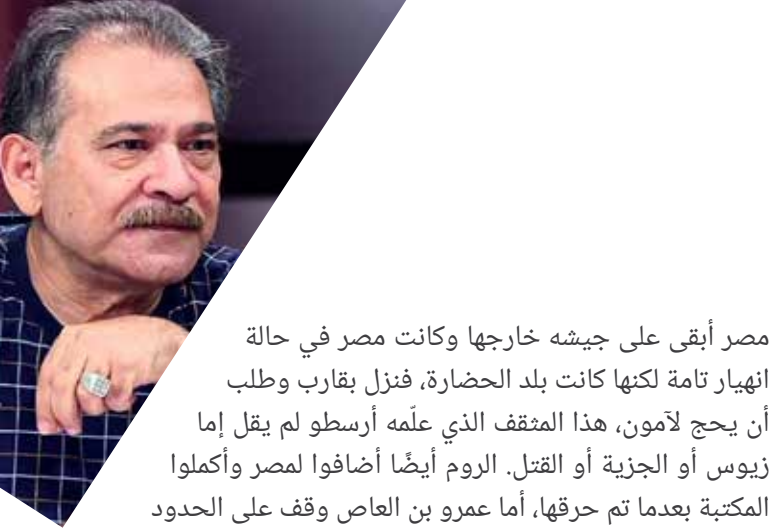 مصر أبقى على جيشه خارجها وكانت مصر في حالة
انهيار تامة لكنها كانت بلد الحضارة، فنزل بقارب وطلب
أن يحج لآمون، هذا المثقف الذي علّمه أرسطو لم يقل إما
زيوس أو الجزية أو القتل. الروم أيضًا أضافوا لمصر وأكملوا
المكتبة بعدما تم حرقها، أما عمرو بن العاص وقف على الحدود